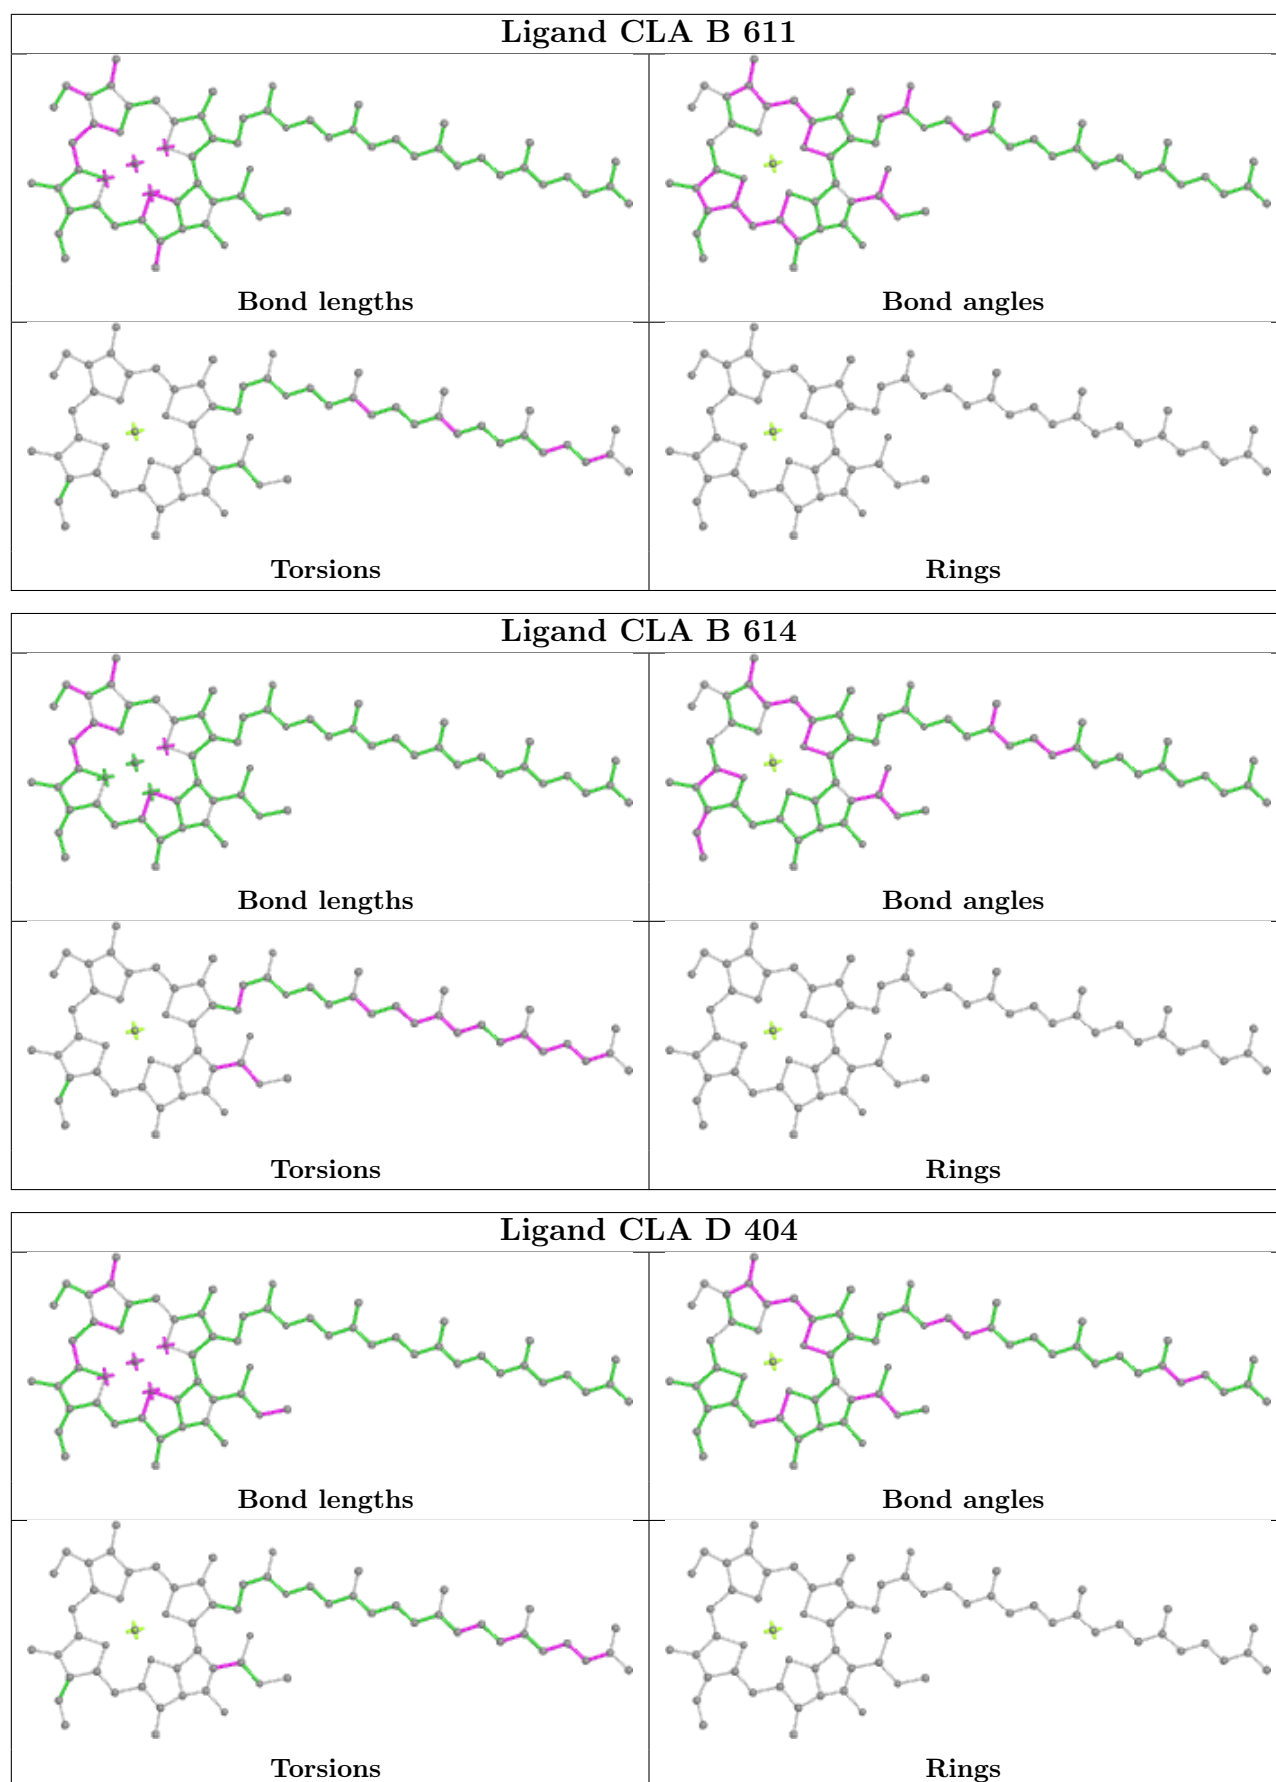 Ligand CLA B 611
Bond lengths
Bond angles
Torsions
Rings
Ligand CLA B 614
Bond lengths
Bond angles
Torsions
Rings
Ligand CLA D 404
Bond lengths
Bond angles
Torsions
Rings